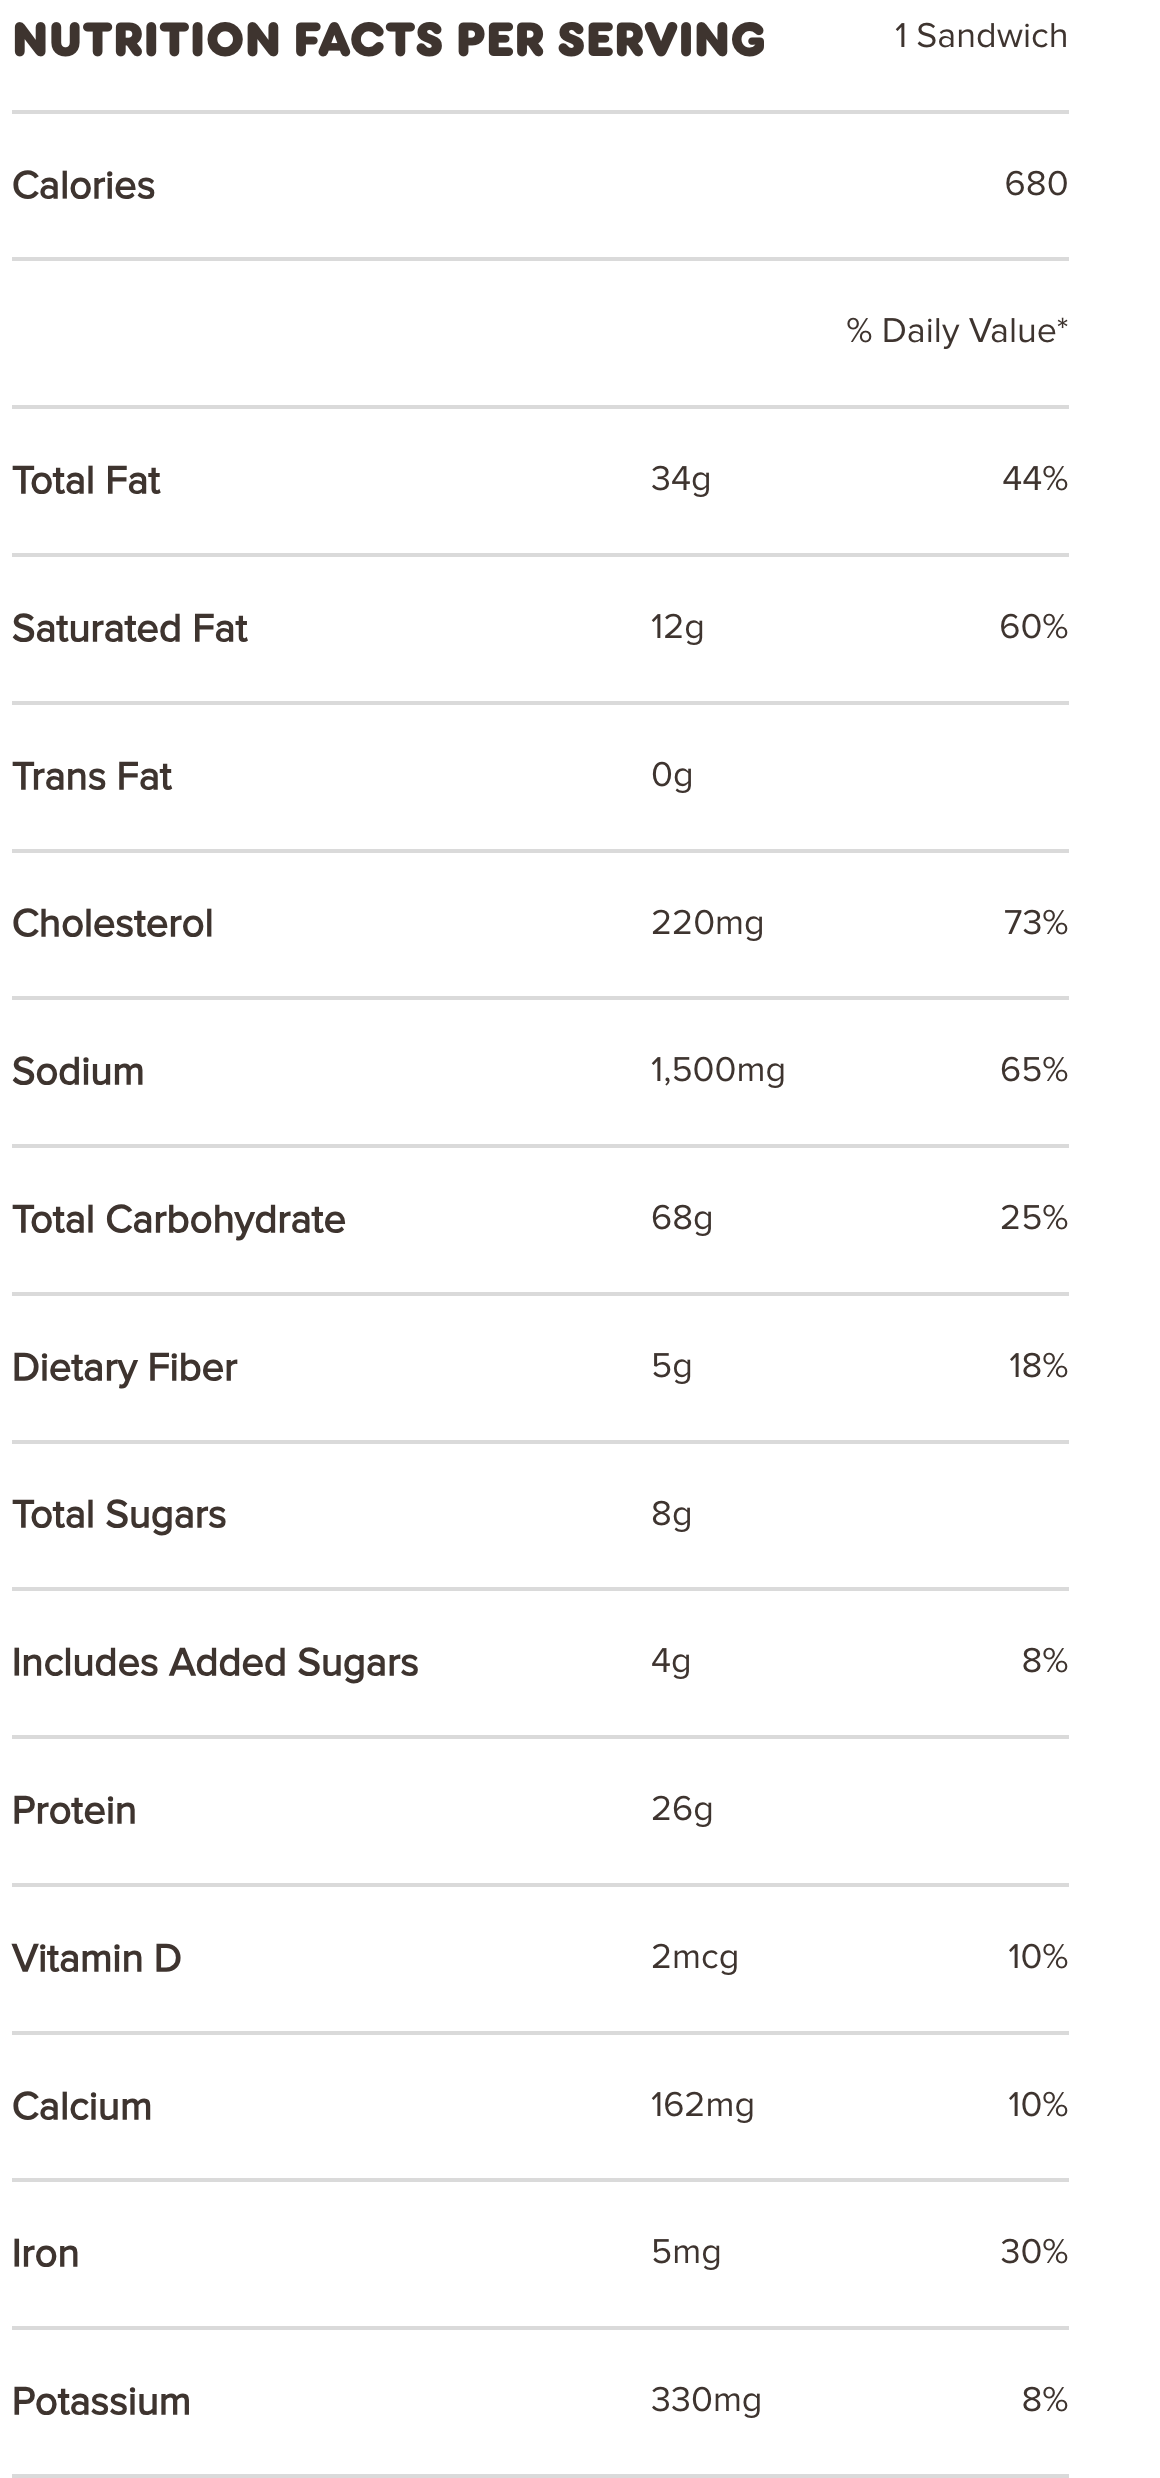 NUTRITION FACTS PER SERVING 1 Sandwich
Calories 680
% Daily Value*
Total Fat 34g 44%
Saturated Fat 12g 60%
Trans Fat 0g
Cholesterol 220mg 73%
Sodium 1,500mg 65%
Total Carbohydrate 68g 25%
Dietary Fiber 5g 18%
Total Sugars 8g
Includes Added Sugars 4g 8%
Protein 26g
Vitamin D 2mcg 10%
Calcium 162mg 10%
Iron 5mg 30%
Potassium 330mg 8%